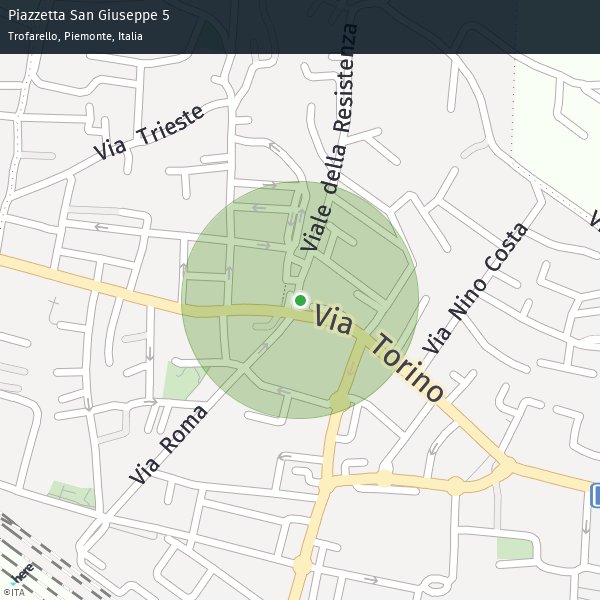 Piazzetta San Giuseppe 5
Trofarello, Piemonte, Italia
Via Trieste
Viale della Resistenza
Via Nino Costa
Via Torino
Via Roma
here
©ITA